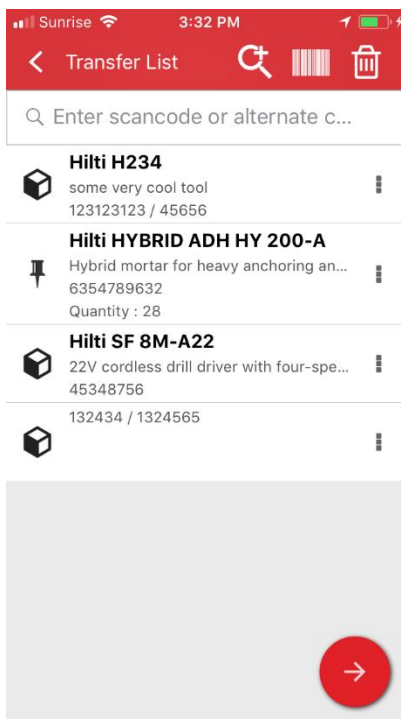 Sunrise
3:32 PM
Transfer List
Enter scancode or alternate c...
Hilti H234
some very cool tool
123123123 / 45656
Hilti HYBRID ADH HY 200-A
Hybrid mortar for heavy anchoring an...
6354789632
Quantity : 28
Hilti SF 8M-A22
22V cordless drill driver with four-spe...
45348756
132434 / 1324565